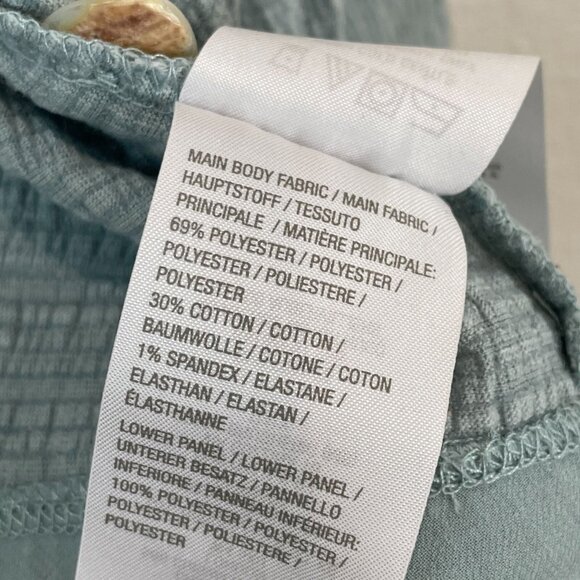 MAIN BODY FABRIC / MAIN FABRIC /
HAUPTSTOFF / TESSUTO
PRINCIPALE / MATIÈRE PRINCIPALE:
69% POLYESTER / POLYESTER /
POLYESTER / POLIESTERE /
POLYESTER
30% COTTON / COTTON /
BAUMWOLLE / COTONE / COTON
1% SPANDEX / ELASTANE /
ELASTHAN / ELASTAN /
ÉLASTHANNE
LOWER PANEL / LOWER PANEL /
UNTERER BESATZ / PANNELLO
INFERIORE / PANNEAU INFÉRIEUR:
100% POLYESTER / POLYESTER /
POLYESTER / POLIESTERE /
POLYESTER